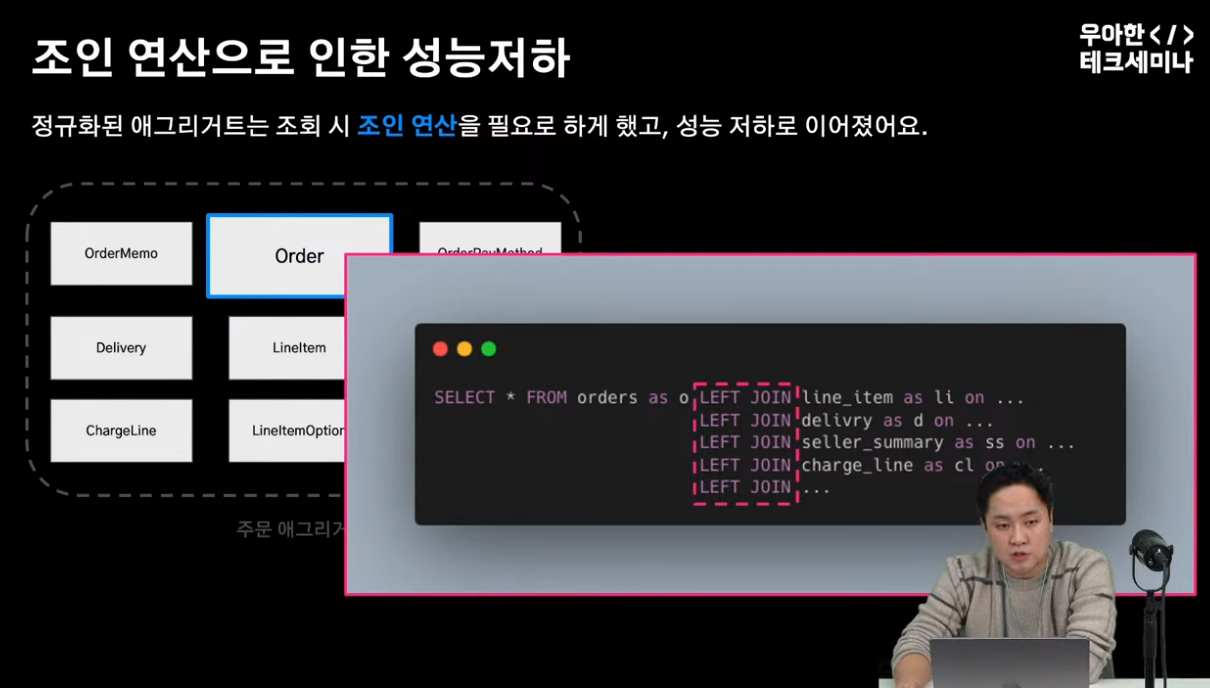 조인 연산으로 인한 성능저하
우아한</>
테크세미나
정규화된 애그리거트는 조회 시 조인 연산을 필요로 하게 했고, 성능 저하로 이어졌어요.
OrderMemo
Order
Delivery
LineItem
ChargeLine
LineItemOption
주문 애그리거
SELECT * FROM orders as o LEFT JOIN line_item as li on ...
LEFT JOIN delivry as d on ...
LEFT JOIN seller_summary as ss on ...
LEFT JOIN charge_line as cl on
LEFT JOIN ...